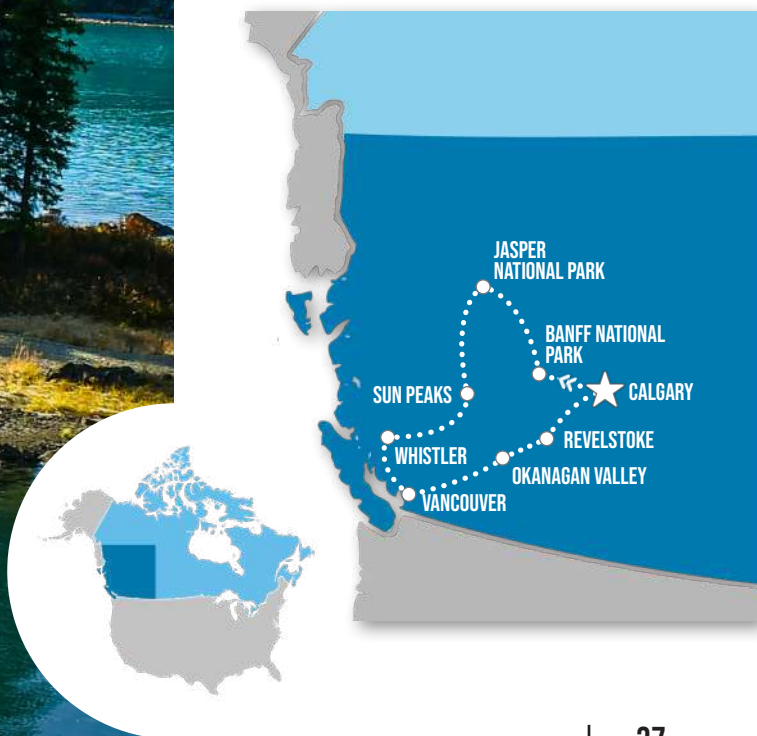 JASPER
NATIONAL PARK
BANFF NATIONAL
PARK
SUN PEAKS
CALGARY
REVELSTOKE
WHISTLER
OKANAGAN VALLEY
VANCOUVER